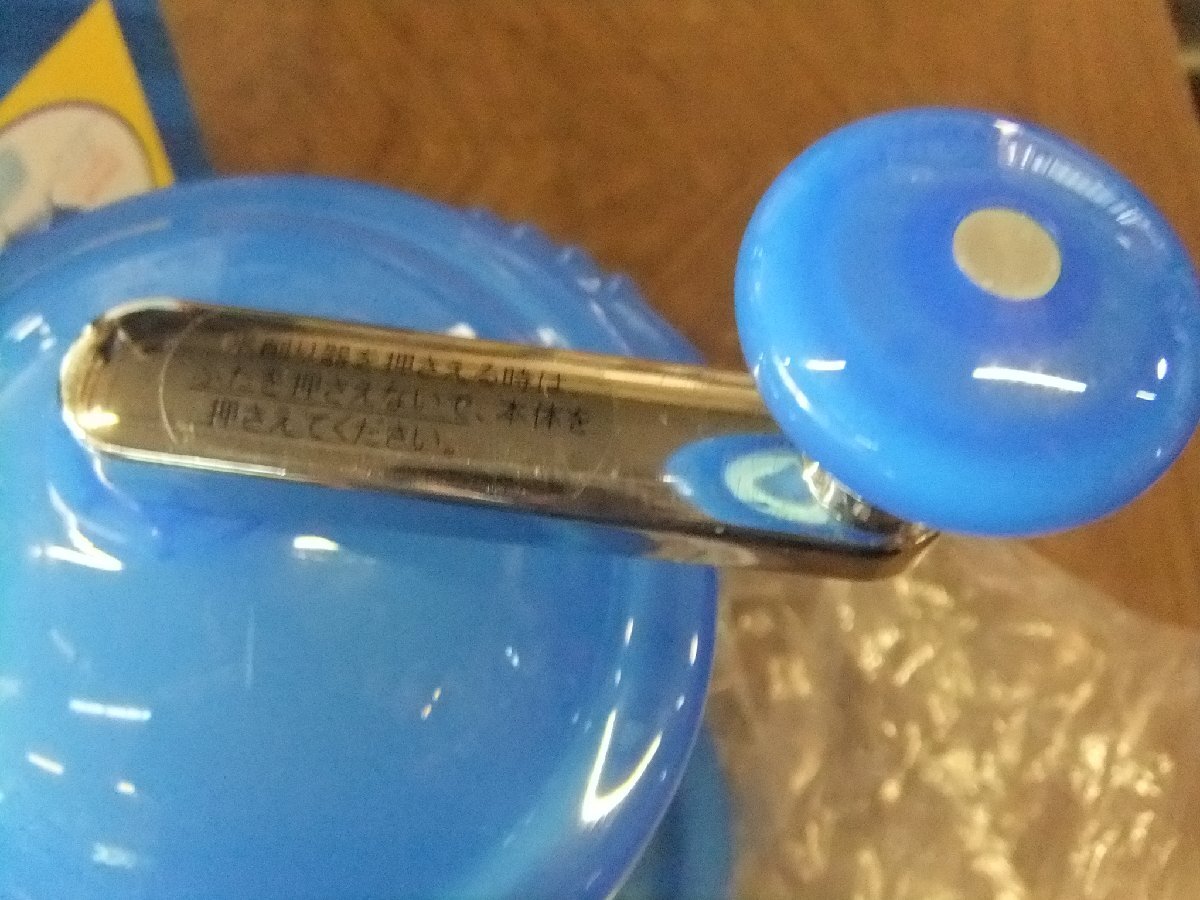 ※削り器を押さえる時は、
ふたを押さえないで、本体を
押さえてください。